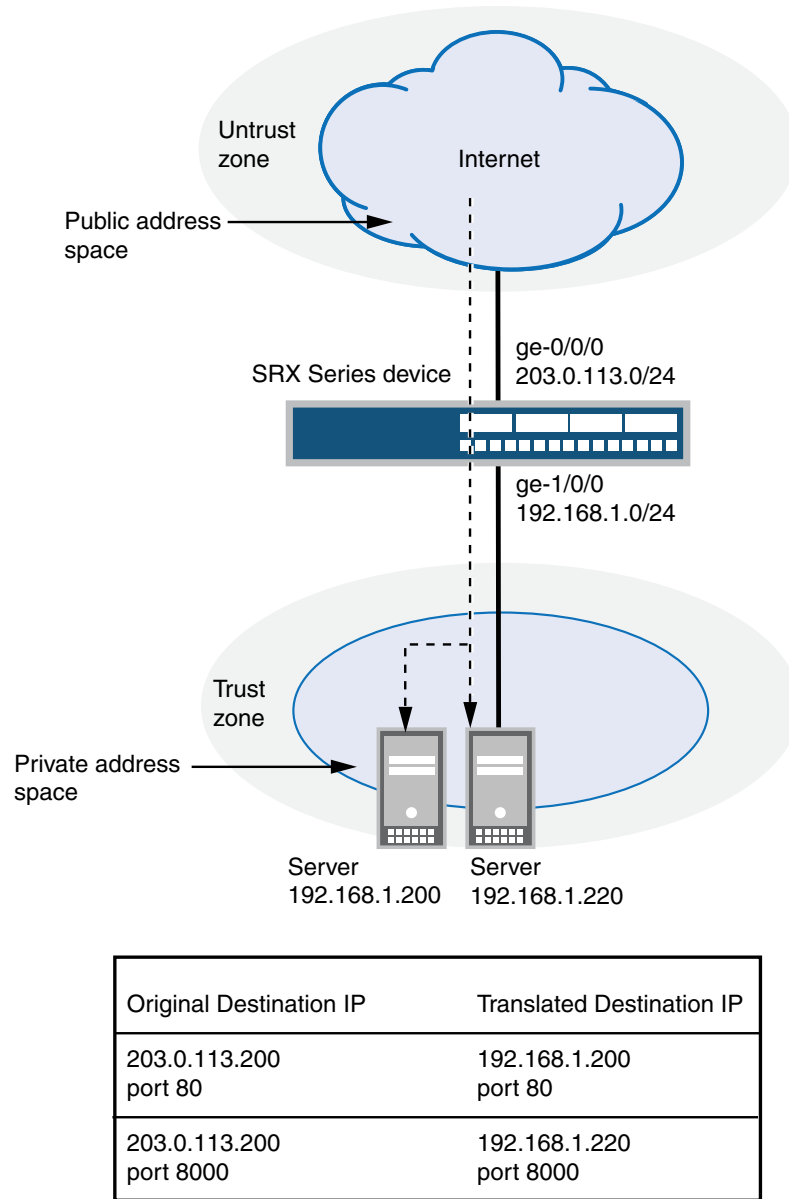 Untrust
zone
Internet
Public address
space
ge-0/0/0
203.0.113.0/24
SRX Series device
ge-1/0/0
192.168.1.0/24
Trust
zone
Private address
space
Server
192.168.1.200
Server
192.168.1.220
Original Destination IP Translated Destination IP
203.0.113.200 192.168.1.200
port 80 port 80
203.0.113.200 192.168.1.220
port 8000 port 8000